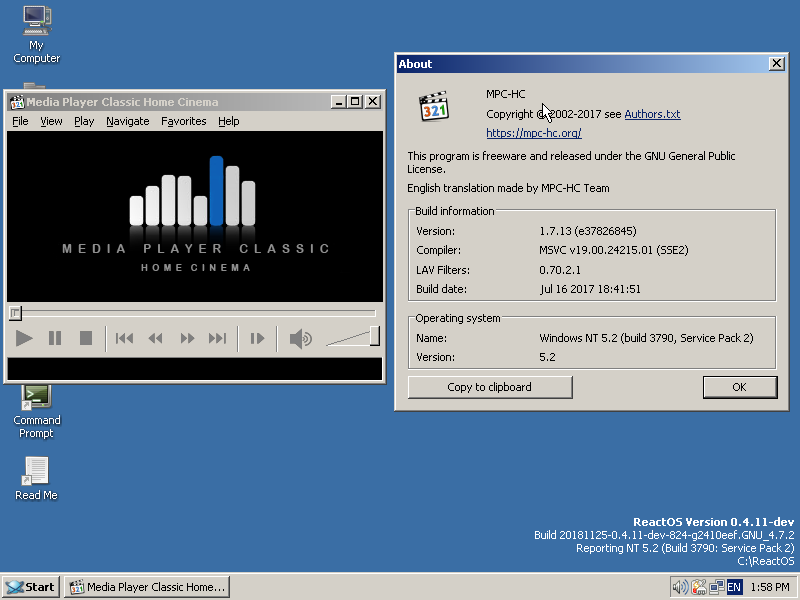 My
Computer
Media Player Classic Home Cinema
File View Play Navigate Favorites Help
MEDIA PLAYER CLASSIC
HOME CINEMA
Command
Prompt
Read Me
About
321
MPC-HC
Copyright © 2002-2017 see Authors.txt
https://mpc-hc.org/
This program is freeware and released under the GNU General Public
License.
English translation made by MPC-HC Team
Build information
Version: 1.7.13 (e37826845)
Compiler: MSVC v19.00.24215.01 (SSE2)
LAV Filters: 0.70.2.1
Build date: Jul 16 2017 18:41:51
Operating system
Name: Windows NT 5.2 (build 3790, Service Pack 2)
Version: 5.2
Copy to clipboard
OK
ReactOS Version 0.4.11-dev
Build 20181125-0.4.11-dev-824-g2410eef.GNU_4.7.2
Reporting NT 5.2 (Build 3790: Service Pack 2)
C:\ReactOS
Start
Media Player Classic Home...
EN
1:58 PM